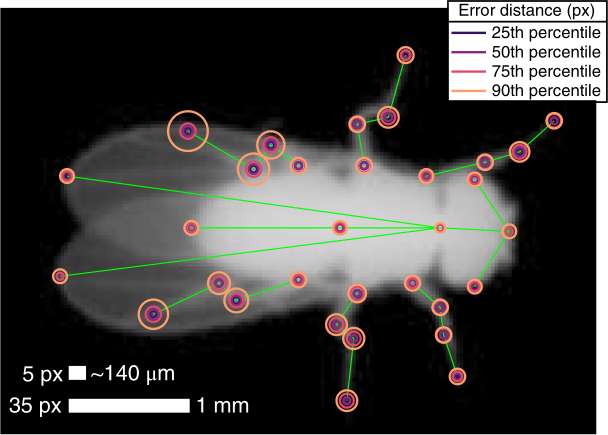 Error distance (px)
25th percentile
50th percentile
75th percentile
90th percentile
5 px ~140 μm
35 px 1 mm